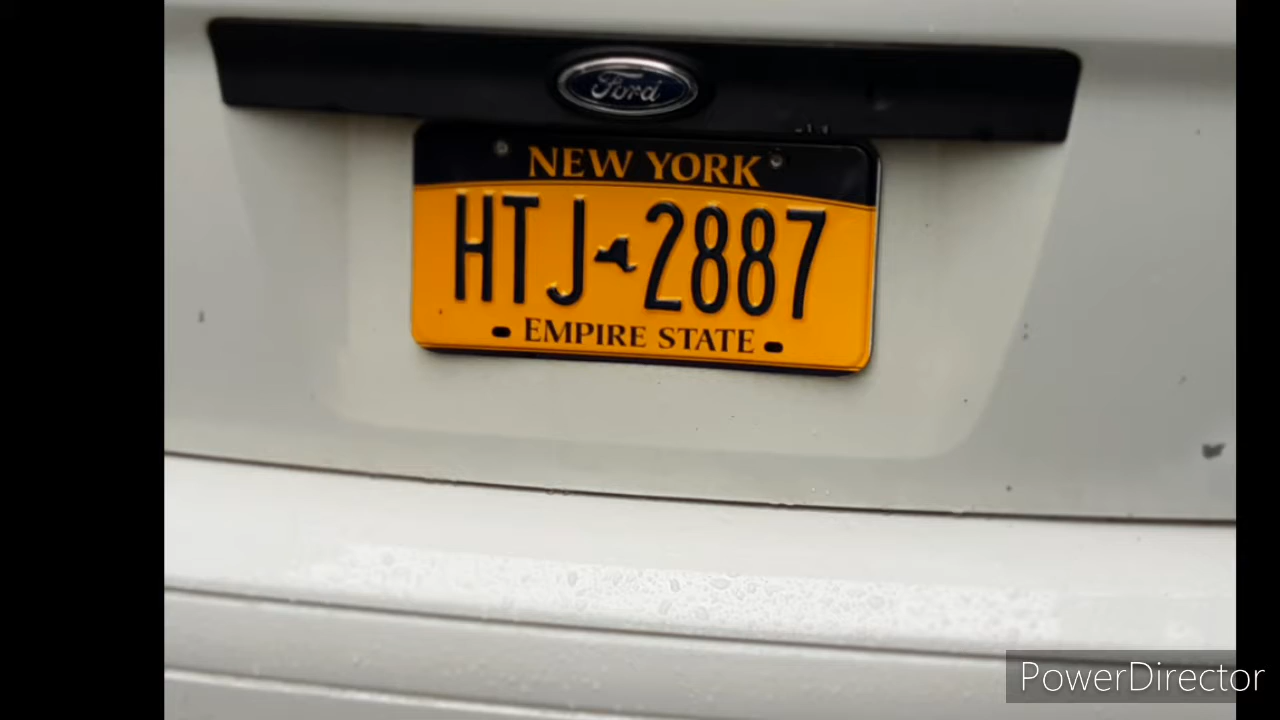 Ford
NEW YORK
HTJ 2887
EMPIRE STATE
PowerDirector